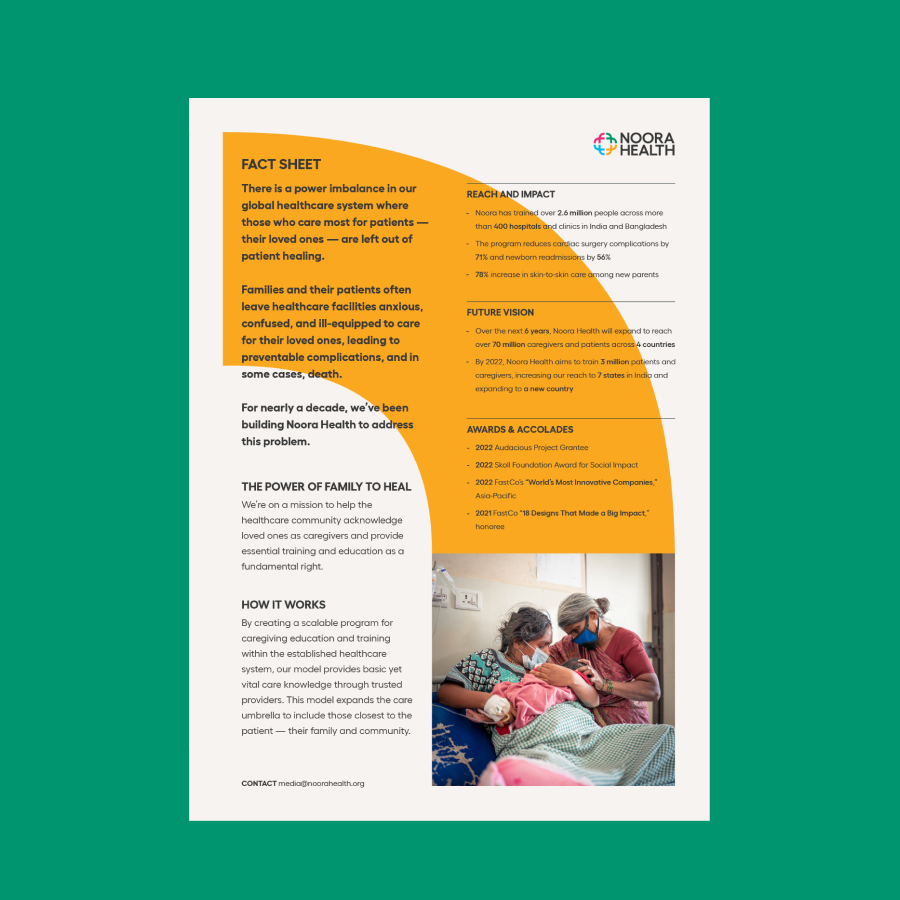 FACT SHEET
There is a power imbalance in our
global healthcare system where
those who care most for patients —
their loved ones — are left out of
patient healing.
Families and their patients often
leave healthcare facilities anxious,
confused, and ill-equipped to care
for their loved ones, leading to
preventable complications, and in
some cases, death.
For nearly a decade, we've been
building Noora Health to address
this problem.
THE POWER OF FAMILY TO HEAL
We're on a mission to help the
healthcare community acknowledge
loved ones as caregivers and provide
essential training and education as a
fundamental right.
HOW IT WORKS
By creating a scalable program for
caregiving education and training
within the established healthcare
system, our model provides basic yet
vital care knowledge through trusted
providers. This model expands the care
umbrella to include those closest to the
patient — their family and community.
CONTACT media@noorahealth.org
NOORA
HEALTH
REACH AND IMPACT
- Noora has trained over 2.6 million people across more
than 400 hospitals and clinics in India and Bangladesh
- The program reduces cardiac surgery complications by
71% and newborn readmissions by 56%
- 78% increase in skin-to-skin care among new parents
FUTURE VISION
- Over the next 6 years, Noora Health will expand to reach
over 70 million caregivers and patients across 4 countries
- By 2022, Noora Health aims to train 3 million patients and
caregivers, increasing our reach to 7 states in India and
expanding to a new country
AWARDS & ACCOLADES
- 2022 Audacious Project Grantee
- 2022 Skoll Foundation Award for Social Impact
- 2022 FastCo's "World's Most Innovative Companies,"
Asia-Pacific
- 2021 FastCo "18 Designs That Made a Big Impact,"
honoree